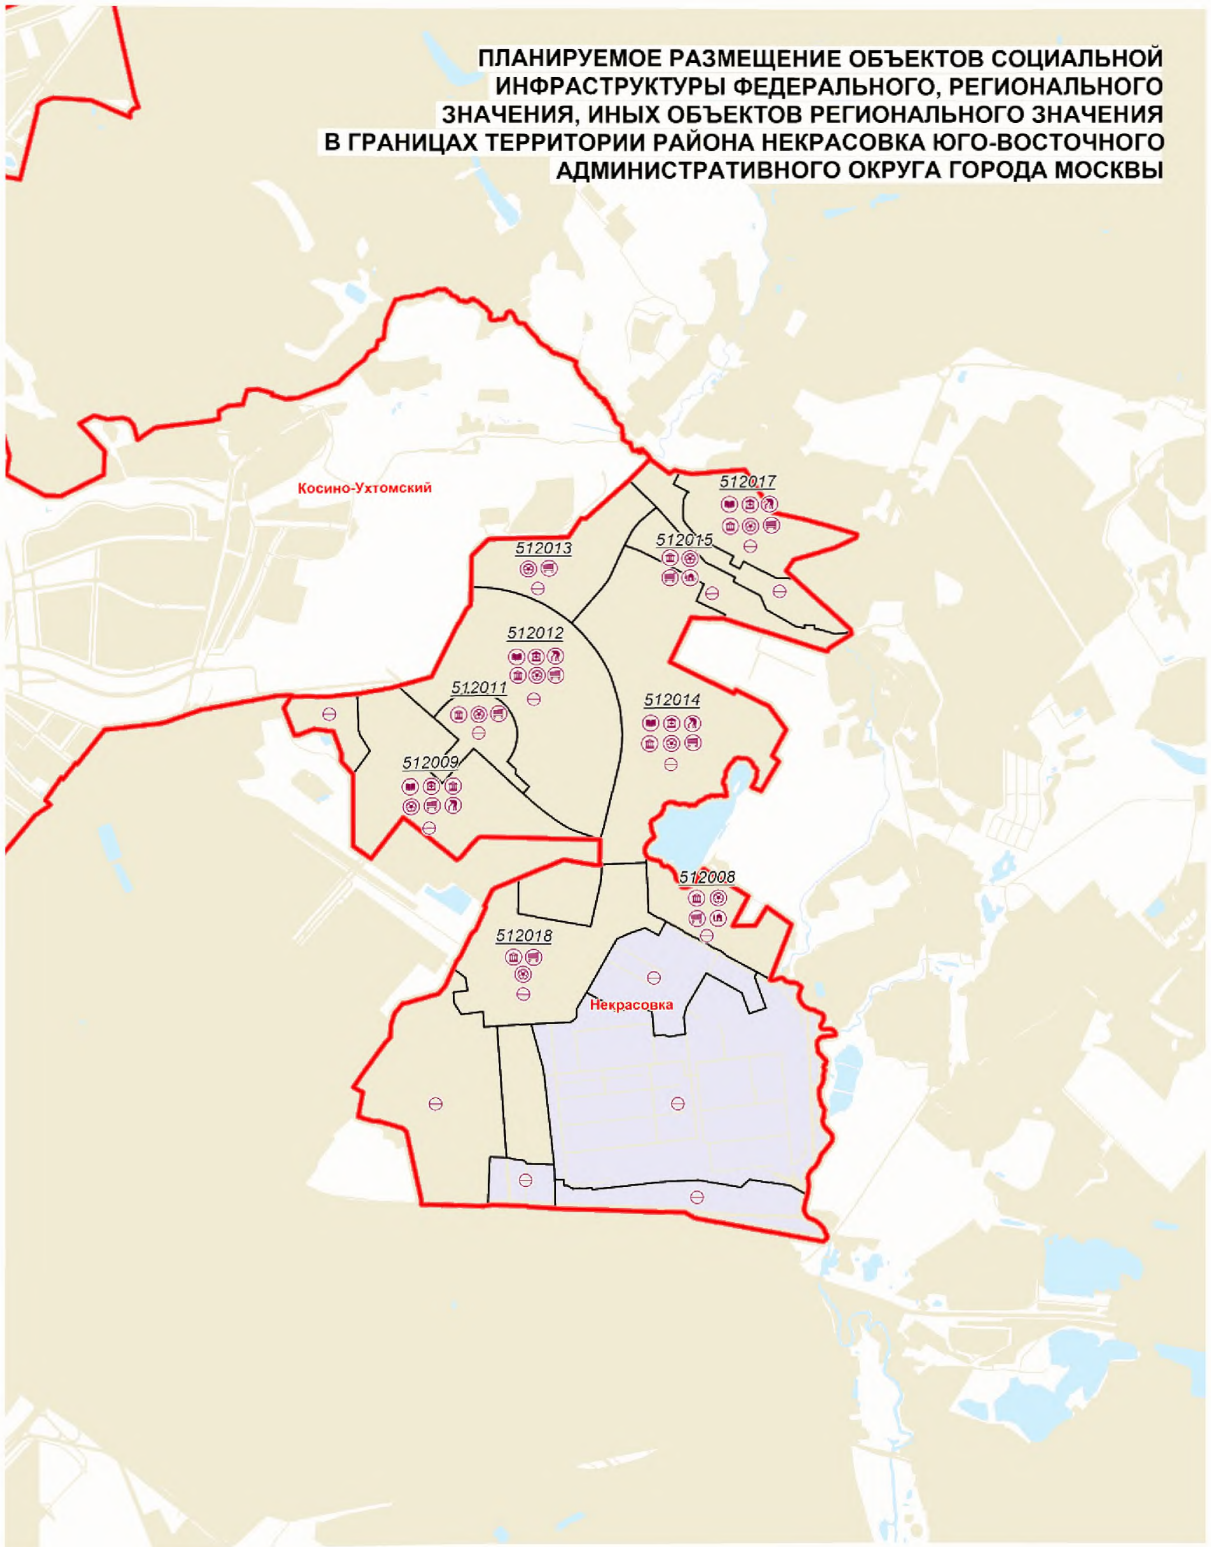 ПЛАНИРУЕМОЕ РАЗМЕЩЕНИЕ ОБЪЕКТОВ СОЦИАЛЬНОЙ
ИНФРАСТРУКТУРЫ ФЕДЕРАЛЬНОГО, РЕГИОНАЛЬНОГО
ЗНАЧЕНИЯ, ИНЫХ ОБЪЕКТОВ РЕГИОНАЛЬНОГО ЗНАЧЕНИЯ
В ГРАНИЦАХ ТЕРРИТОРИИ РАЙОНА НЕКРАСОВКА ЮГО-ВОСТОЧНОГО
АДМИНИСТРАТИВНОГО ОКРУГА ГОРОДА МОСКВЫ
512017
Косино-Ухтомский
512015
512013
512012
512011
512014
512009
512008
512018
Некрасовка